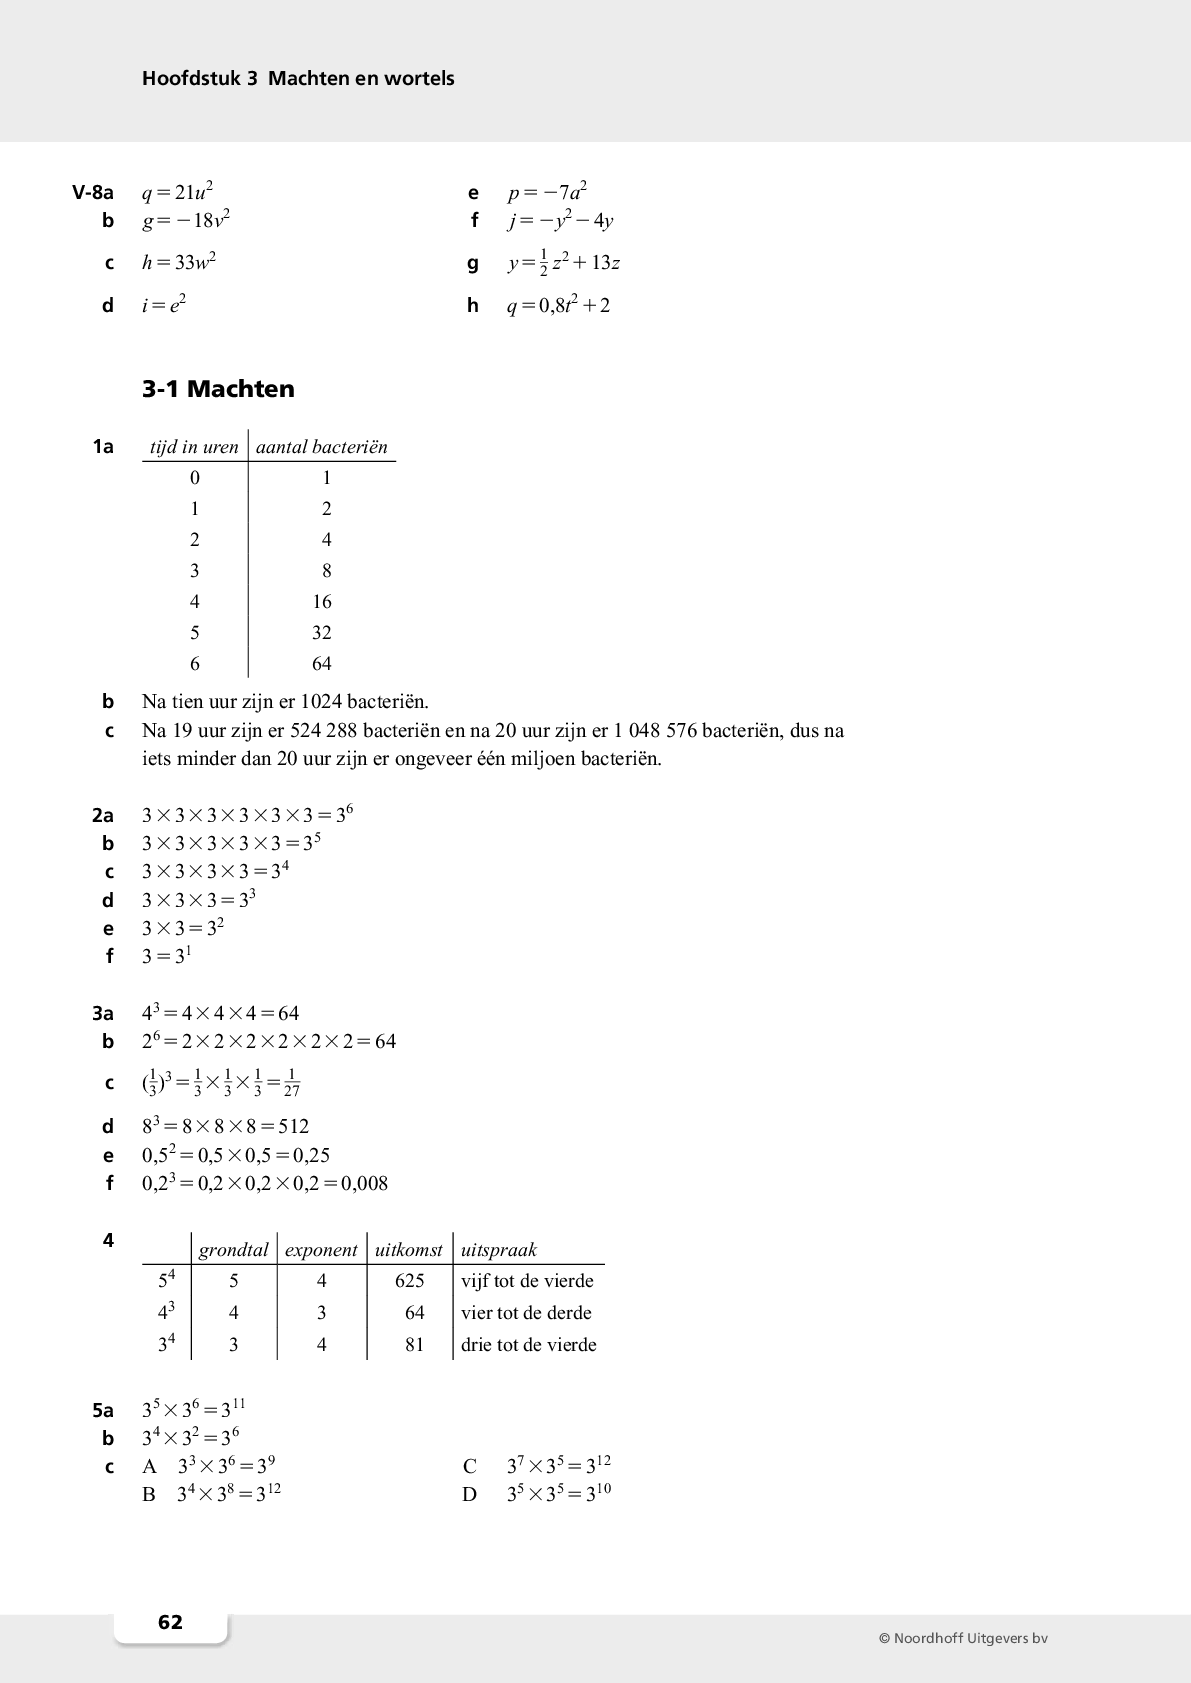 Hoofdstuk 3 Machten en wortels
V-8a q = 21u² e p = −7a²
b g = −18v² f j = −y² − 4y
c h = 33w² g y = ½ z² + 13z
d i = e² h q = 0,8t² + 2
3-1 Machten
1a tijd in uren aantal bacteriën
0 1
1 2
2 4
3 8
4 16
5 32
6 64
b Na tien uur zijn er 1024 bacteriën.
c Na 19 uur zijn er 524 288 bacteriën en na 20 uur zijn er 1 048 576 bacteriën, dus na
iets minder dan 20 uur zijn er ongeveer één miljoen bacteriën.
2a 3 × 3 × 3 × 3 × 3 × 3 = 3⁶
b 3 × 3 × 3 × 3 × 3 = 3⁵
c 3 × 3 × 3 × 3 = 3⁴
d 3 × 3 × 3 = 3³
e 3 × 3 = 3²
f 3 = 3¹
3a 4³ = 4 × 4 × 4 = 64
b 2⁶ = 2 × 2 × 2 × 2 × 2 × 2 = 64
c (1/3)³ = 1/3 × 1/3 × 1/3 = 1/27
d 8³ = 8 × 8 × 8 = 512
e 0,5² = 0,5 × 0,5 = 0,25
f 0,2³ = 0,2 × 0,2 × 0,2 = 0,008
4 grondtal exponent uitkomst uitspraak
5⁴ 5 4 625 vijf tot de vierde
4³ 4 3 64 vier tot de derde
3⁴ 3 4 81 drie tot de vierde
5a 3⁵ × 3⁶ = 3¹¹
b 3⁴ × 3² = 3⁶
c A 3³ × 3⁶ = 3⁹ C 3⁷ × 3⁵ = 3¹²
B 3⁴ × 3⁸ = 3¹² D 3⁵ × 3⁵ = 3¹⁰
62
© Noordhoff Uitgevers bv